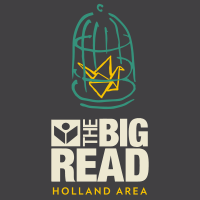 THE BIG
READ
HOLLAND AREA